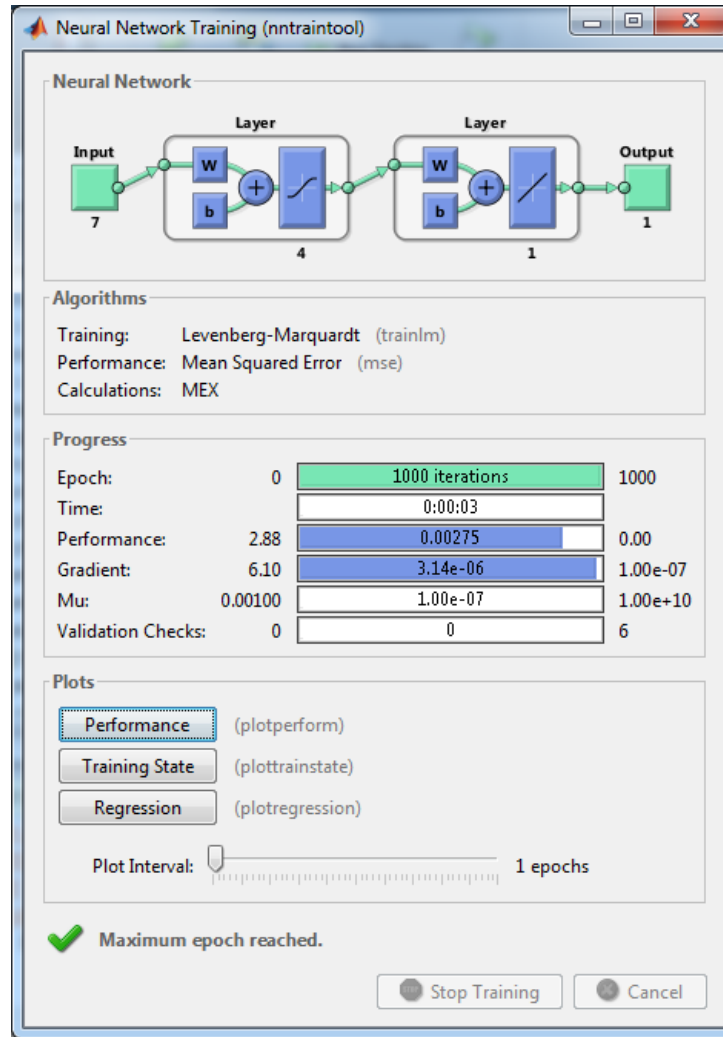 Neural Network Training (nntraintool)
Neural Network
Layer Layer
Input Output
W W
b b
7 1
4 1
Algorithms
Training: Levenberg-Marquardt (trainlm)
Performance: Mean Squared Error (mse)
Calculations: MEX
Progress
Epoch: 0 1000 iterations 1000
Time: 0:00:03
Performance: 2.88 0.00275 0.00
Gradient: 6.10 3.14e-06 1.00e-07
Mu: 0.00100 1.00e-07 1.00e+10
Validation Checks: 0 0 6
Plots
Performance (plotperform)
Training State (plottrainstate)
Regression (plotregression)
Plot Interval: 1 epochs
Maximum epoch reached.
Stop Training Cancel